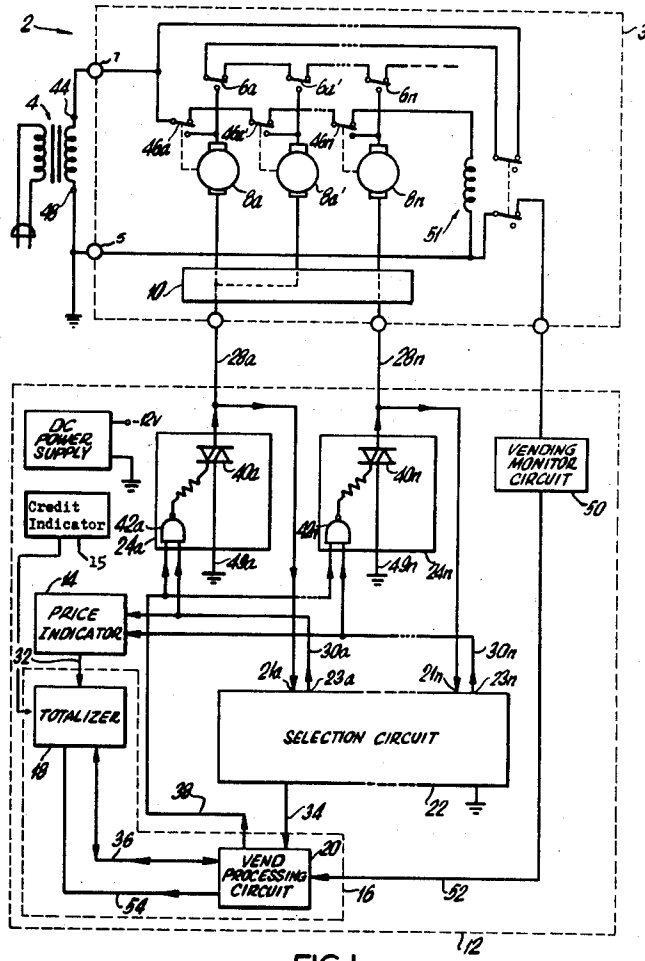 2
3
44
7
4
48
5
6a
6a'
6n
46a
46a'
46n
8a
8a'
8n
51
10
28a
28n
DC
POWER
SUPPLY
-12v
Credit
Indicator
15
40a
42a
24a
49a
40n
42n
24n
49n
VENDING
MONITOR
CIRCUIT
50
14
PRICE
INDICATOR
32
30a
30n
21a
23a
21n
23n
TOTALIZER
18
SELECTION CIRCUIT
22
38
34
36
20
VEND
PROCESSING
CIRCUIT
16
52
54
12